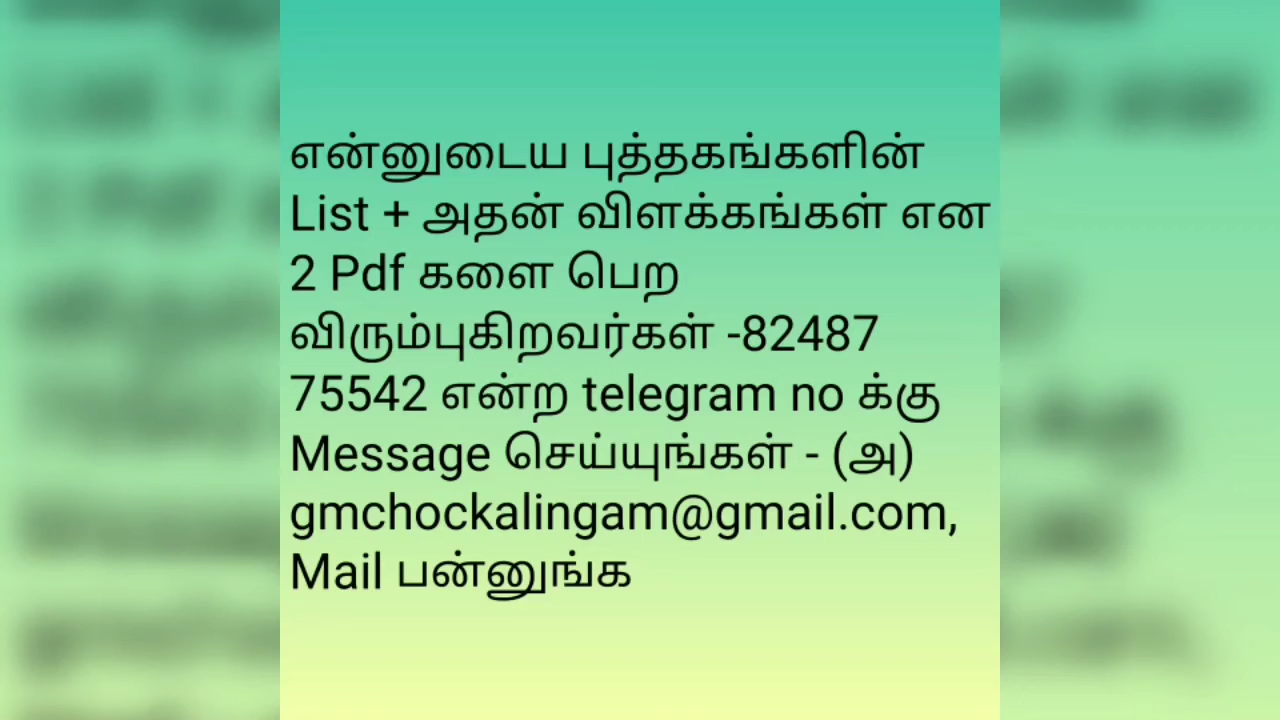 என்னுடைய புத்தகங்களின்
List + அதன் விளக்கங்கள் என
2 Pdf களை பெற
விரும்புகிறவர்கள் -82487
75542 என்ற telegram no க்கு
Message செய்யுங்கள் - (அ)
gmchockalingam@gmail.com,
Mail பன்னுங்க